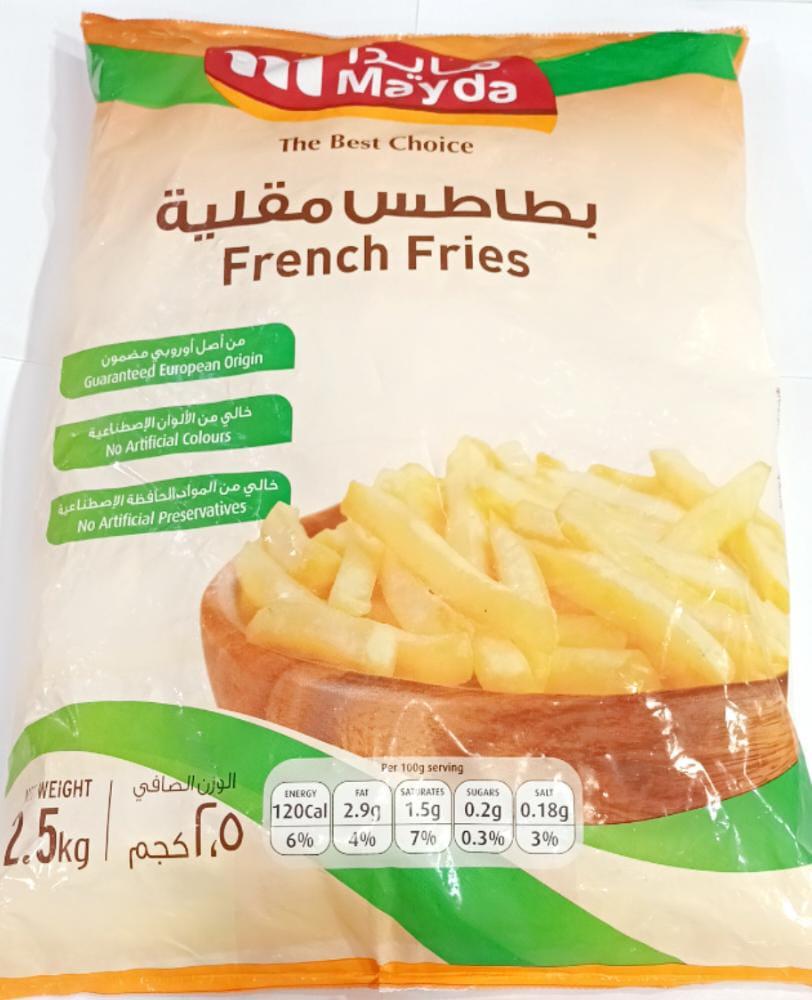 مايدا
Mayda
The Best Choice
بطاطس مقلية
French Fries
من أصل أوروبي مضمون
Guaranteed European Origin
خالي من الألوان الإصطناعية
No Artificial Colours
خالي من المواد الحافظة الإصطناعية
No Artificial Preservatives
WEIGHT
2.5kg
الوزن الصافي
٢،٥ كجم
Per 100g serving
ENERGY FAT SATURATES SUGARS SALT
120Cal 2.9g 1.5g 0.2g 0.18g
6% 4% 7% 0.3% 3%